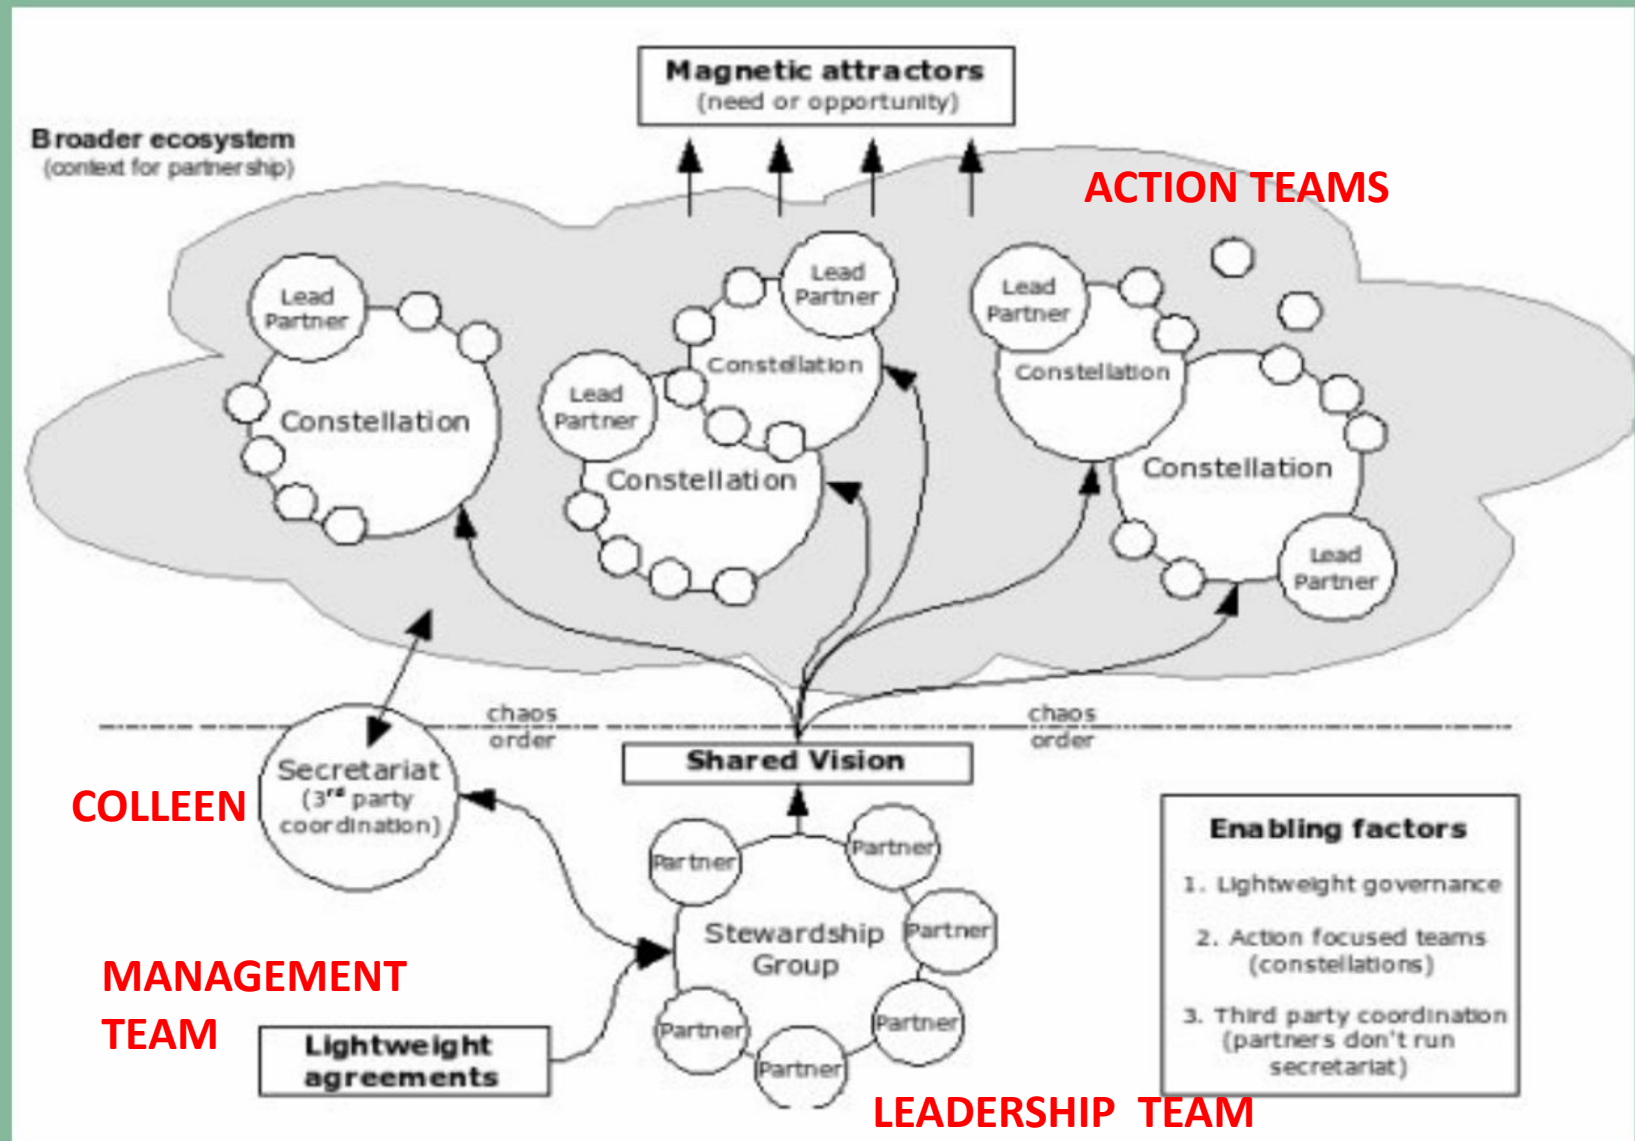 Magnetic attractors
(need or opportunity)
Broader ecosystem
(context for partnership)
ACTION TEAMS
Lead
Partner
Constellation
Lead
Partner
Constellation
Lead
Partner
Constellation
Lead
Partner
Constellation
Constellation
Lead
Partner
chaos
order
chaos
order
Shared Vision
COLLEEN
Secretariat
(3rd party
coordination)
Partner
Partner
Partner
Partner
Partner
Partner
Stewardship
Group
MANAGEMENT
TEAM
Lightweight
agreements
LEADERSHIP TEAM
Enabling factors
1. Lightweight governance
2. Action focused teams
(constellations)
3. Third party coordination
(partners don't run
secretariat)